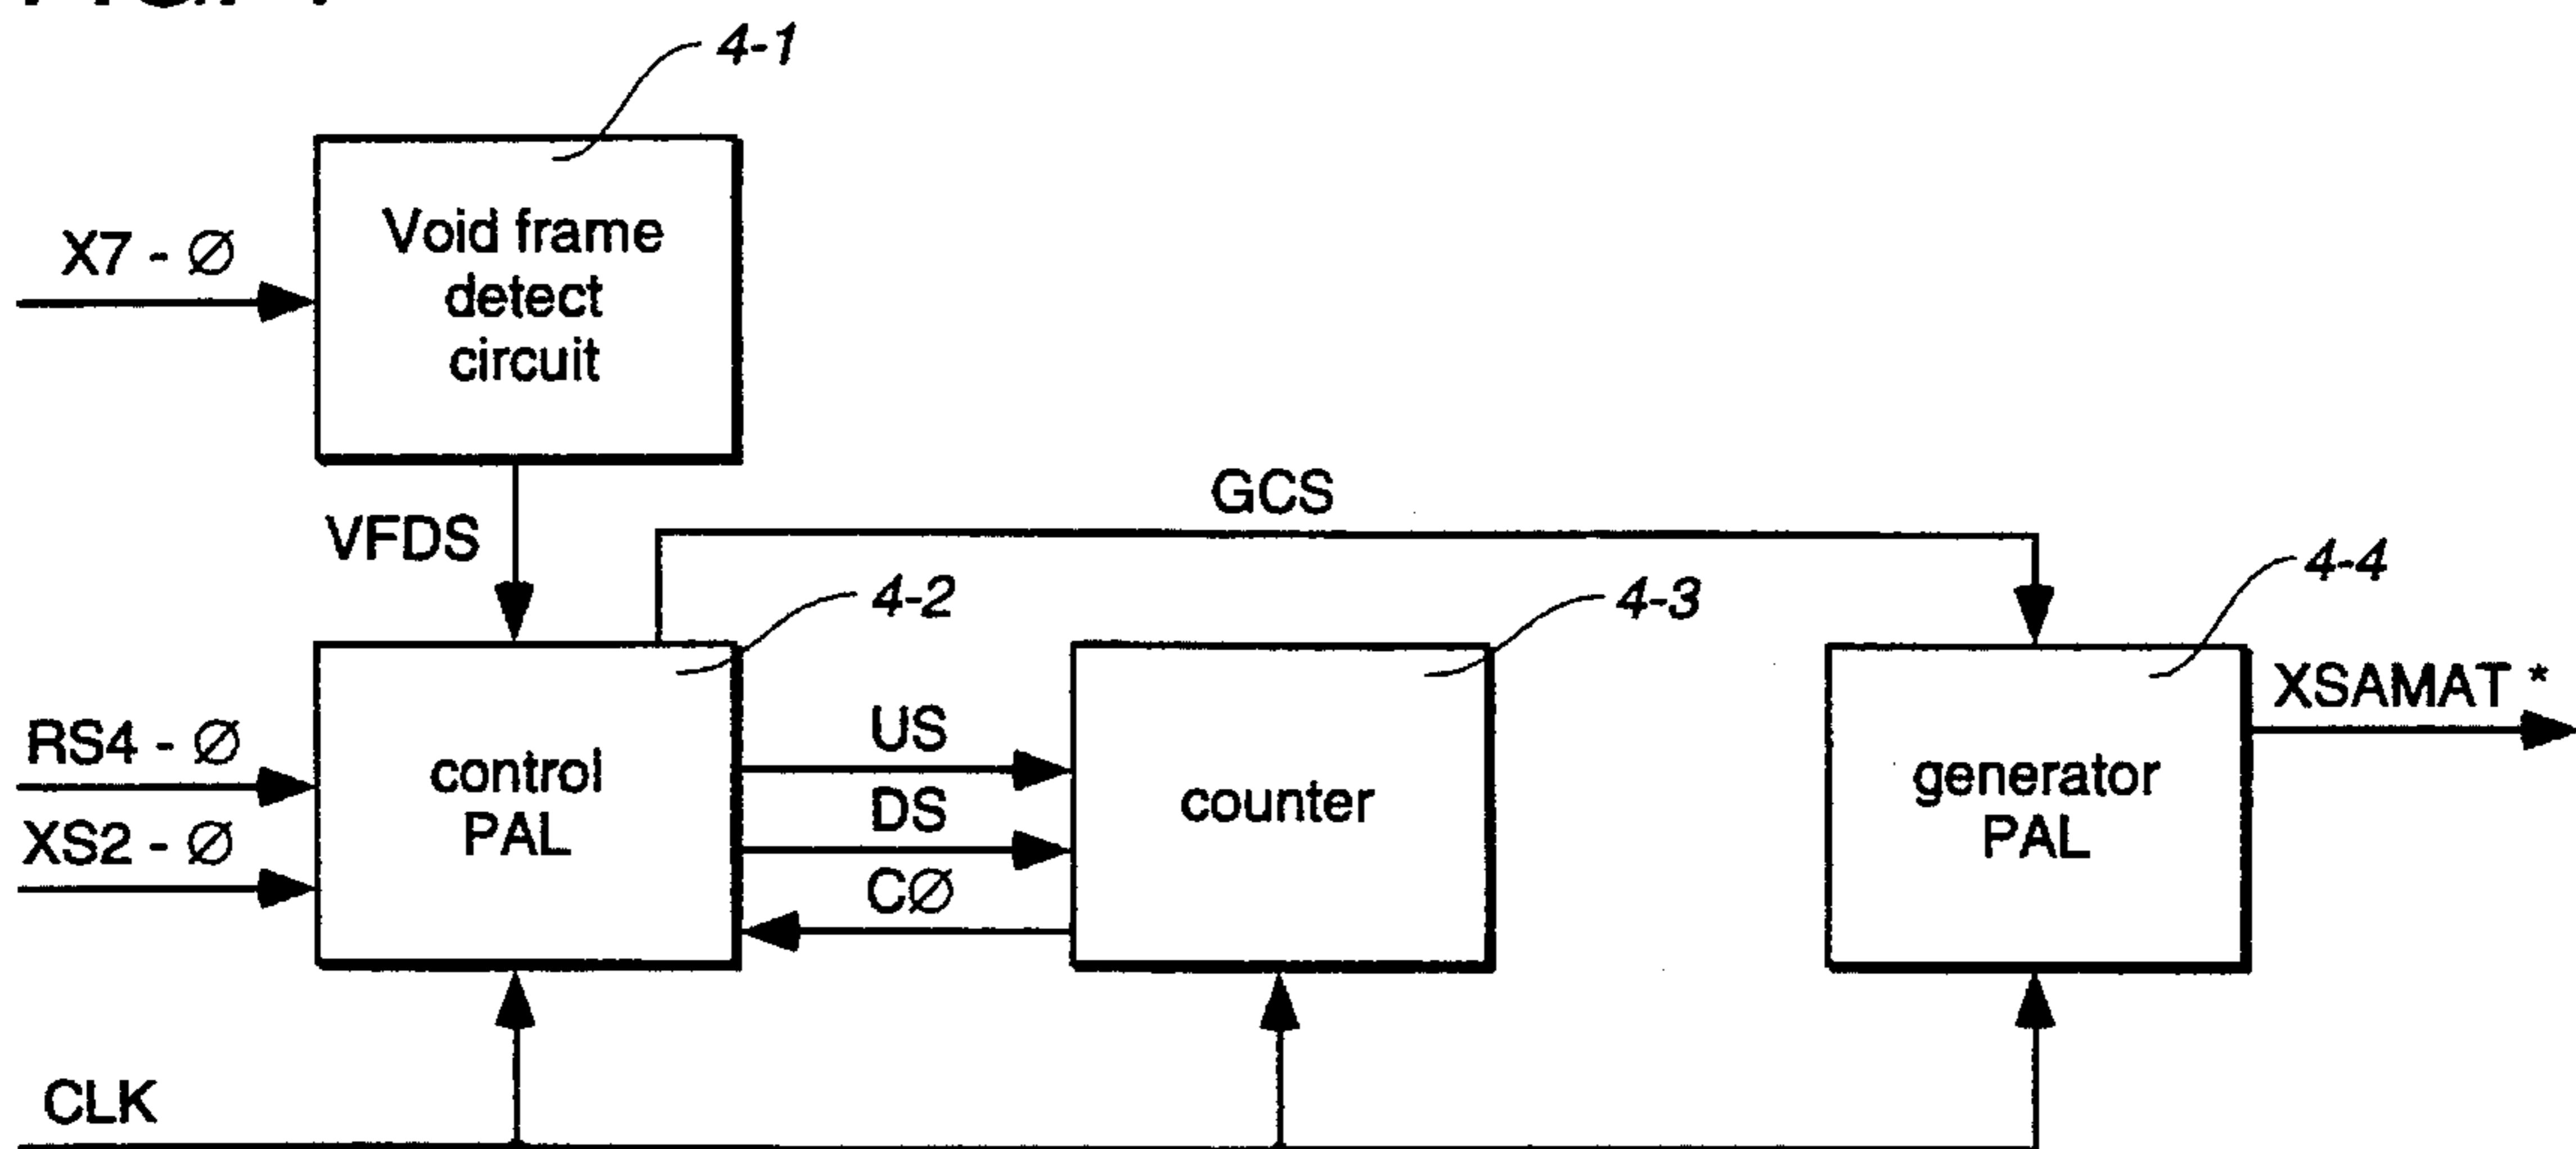 4-1
Void frame
detect
circuit
X7 - Ø
VFDS
GCS
4-2
4-3
4-4
RS4 - Ø
XS2 - Ø
control
PAL
US
DS
CØ
counter
generator
PAL
XSAMAT *
CLK